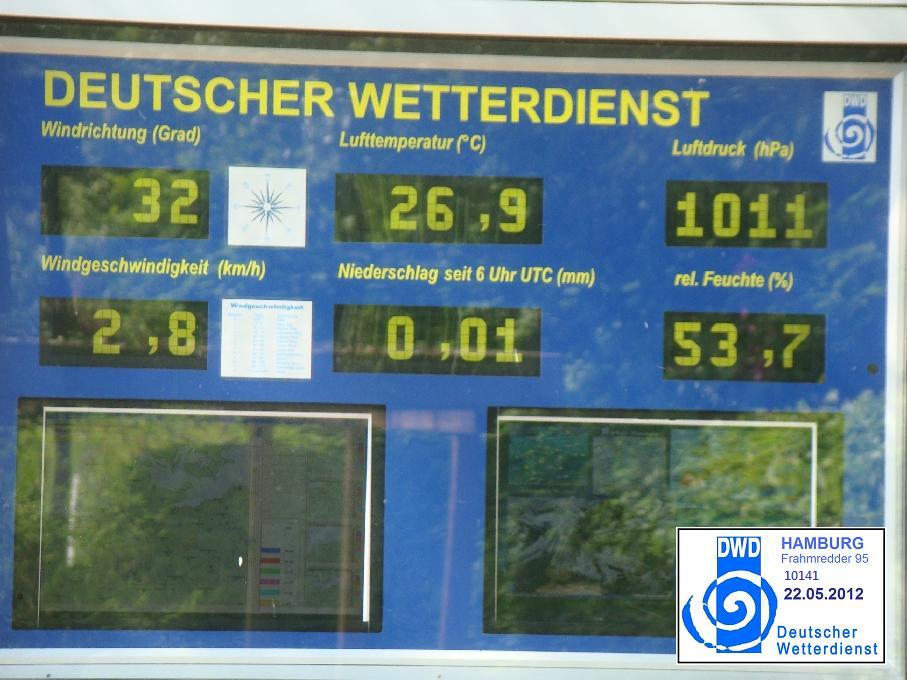 DEUTSCHER WETTERDIENST
DWD
Windrichtung (Grad)
Lufttemperatur (°C)
Luftdruck (hPa)
32
26,9
1011
Windgeschwindigkeit (km/h)
Niederschlag seit 6 Uhr UTC (mm)
rel. Feuchte (%)
2,8
Windgeschwindigkeit
0,01
53,7
DWD
HAMBURG
Frahmredder 95
10141
22.05.2012
Deutscher
Wetterdienst